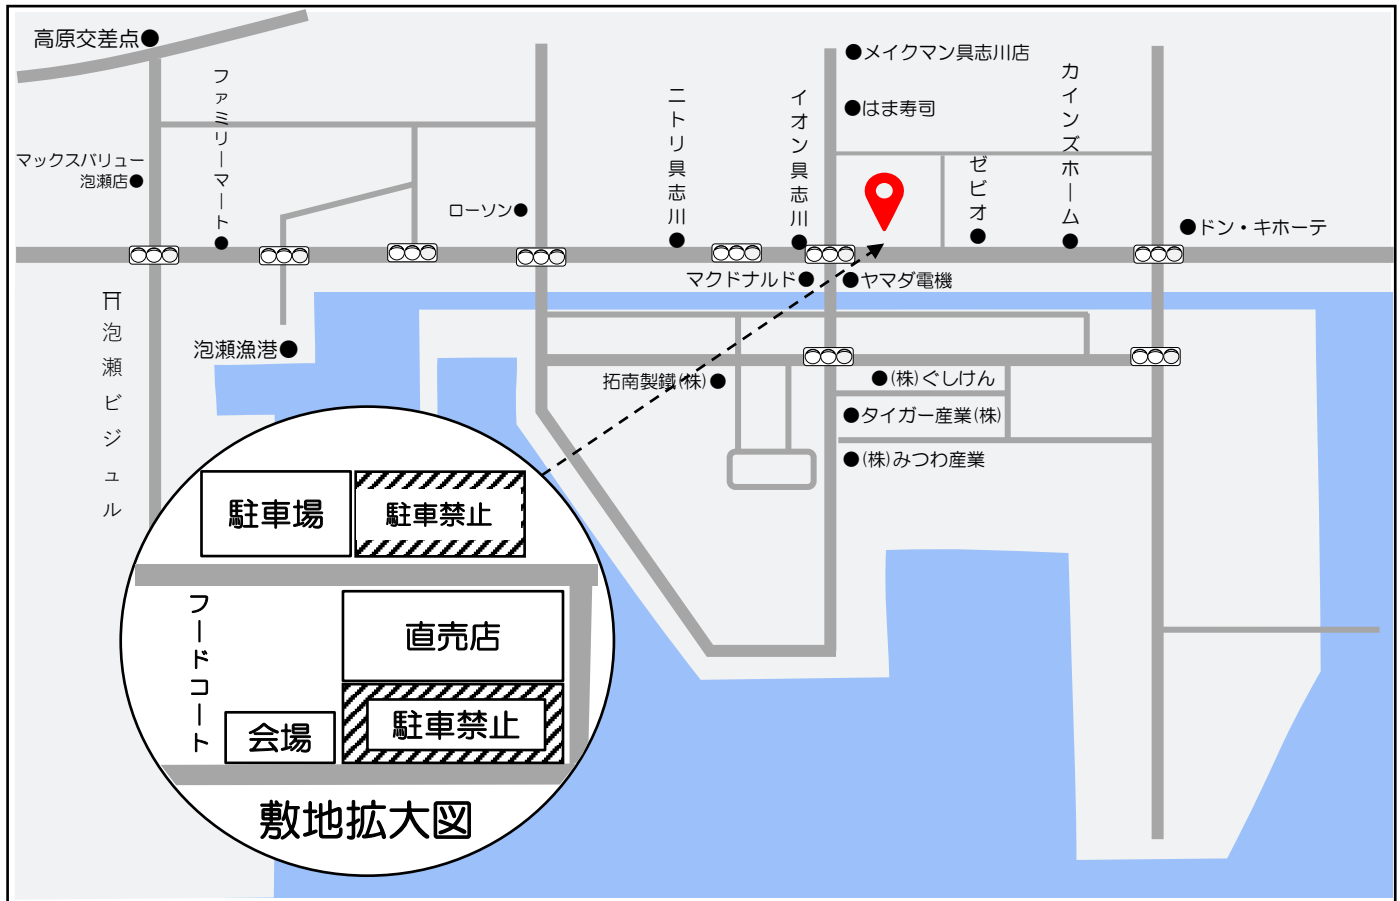 高原交差点
ファミリーマート
マックスバリュー
泡瀬店
ローソン
ニトリ具志川
イオン具志川
メイクマン具志川店
はま寿司
ゼビオ
カインズホーム
ドン・キホーテ
マクドナルド
ヤマダ電機
泡瀬ビジュル
泡瀬漁港
拓南製鐵(株)
(株)ぐしけん
タイガー産業(株)
(株)みつわ産業
駐車場
駐車禁止
フードコート
直売店
駐車禁止
会場
敷地拡大図